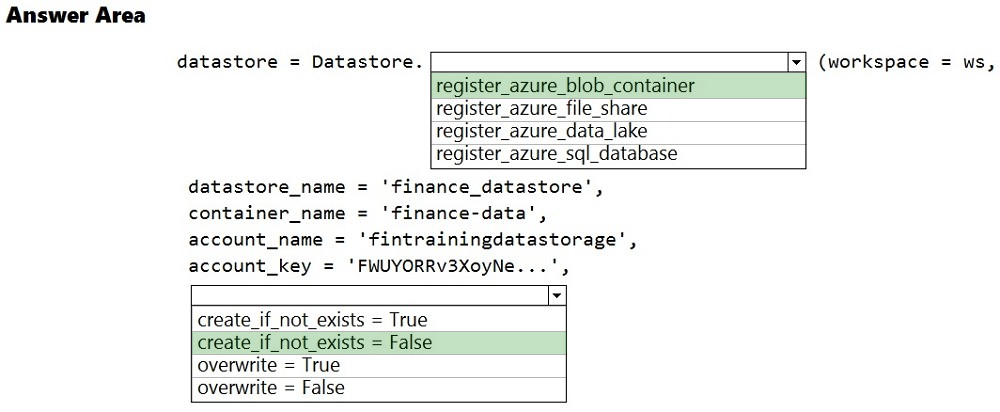 Answer Area
datastore = Datastore. (workspace = ws,
register_azure_blob_container
register_azure_file_share
register_azure_data_lake
register_azure_sql_database
datastore_name = 'finance_datastore',
container_name = 'finance-data',
account_name = 'fintrainingdatastorage',
account_key = 'FWUYORRv3XoyNe...',
create_if_not_exists = True
create_if_not_exists = False
overwrite = True
overwrite = False